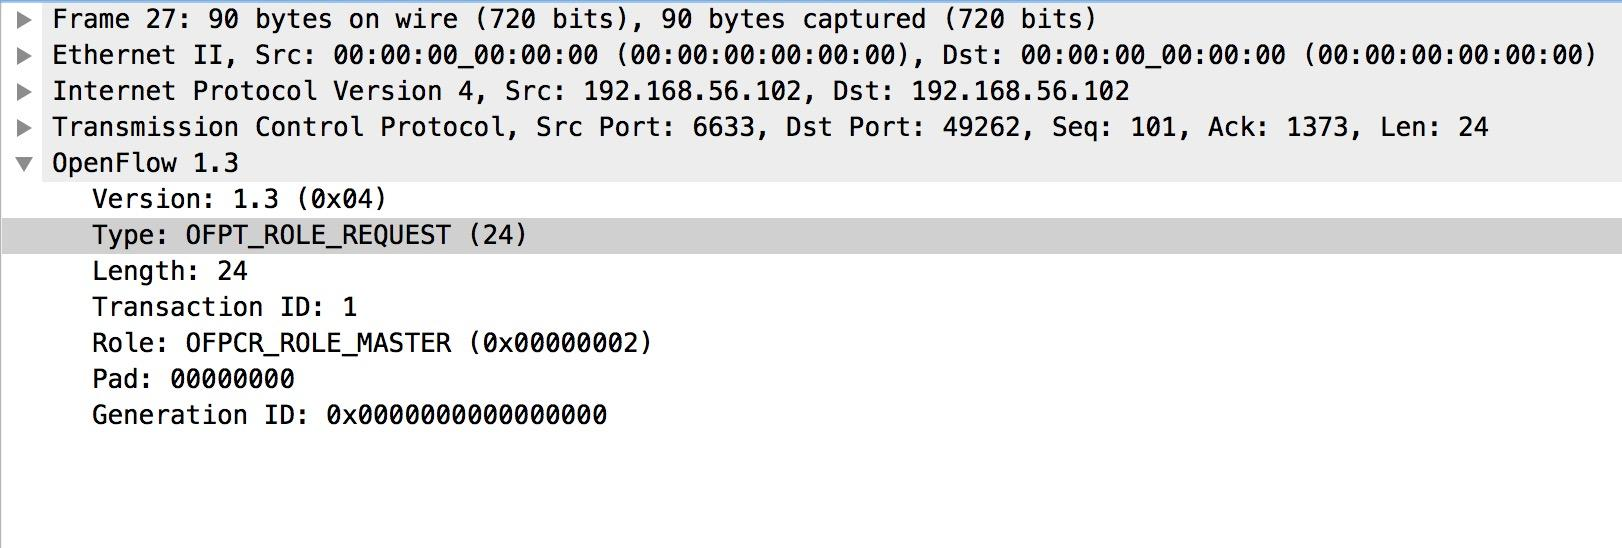 Frame 27: 90 bytes on wire (720 bits), 90 bytes captured (720 bits)
Ethernet II, Src: 00:00:00_00:00:00 (00:00:00:00:00:00), Dst: 00:00:00_00:00:00 (00:00:00:00:00:00)
Internet Protocol Version 4, Src: 192.168.56.102, Dst: 192.168.56.102
Transmission Control Protocol, Src Port: 6633, Dst Port: 49262, Seq: 101, Ack: 1373, Len: 24
OpenFlow 1.3
Version: 1.3 (0x04)
Type: OFPT_ROLE_REQUEST (24)
Length: 24
Transaction ID: 1
Role: OFPCR_ROLE_MASTER (0x00000002)
Pad: 00000000
Generation ID: 0x0000000000000000